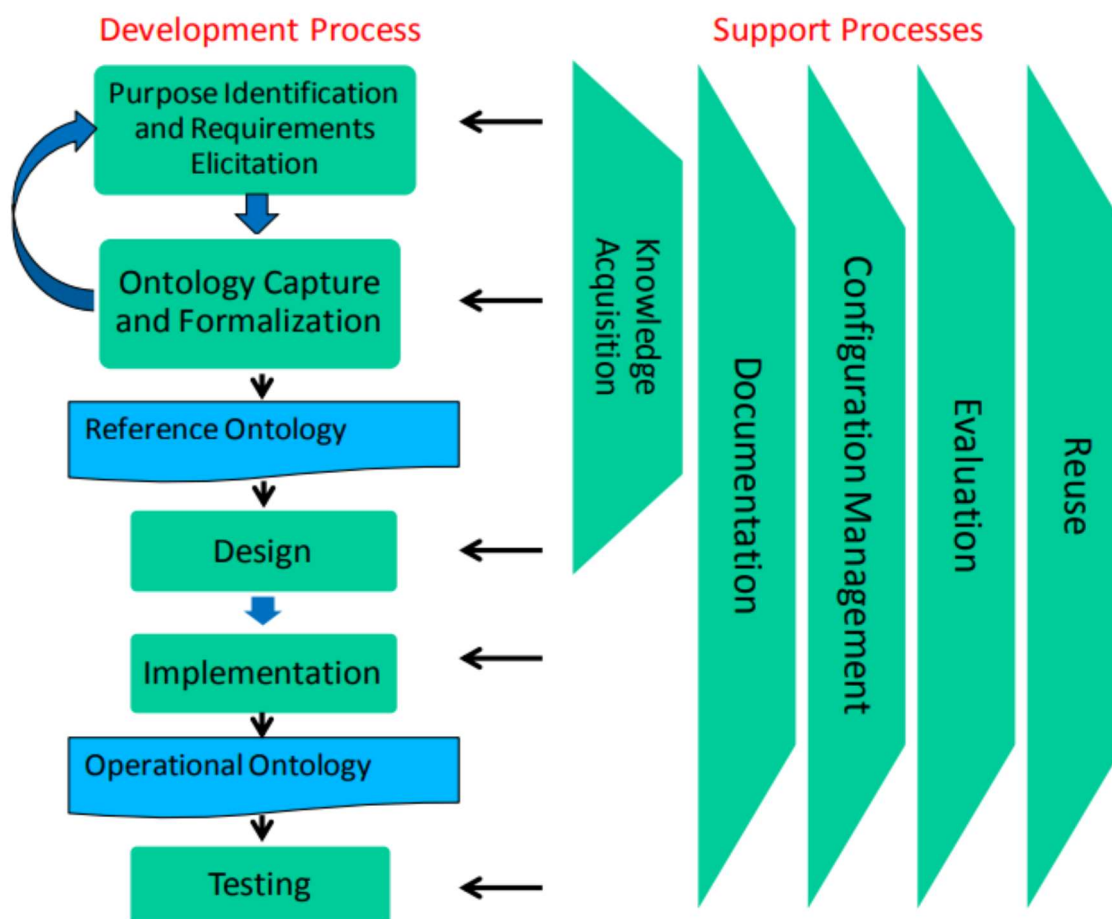 Development Process
Purpose Identification
and Requirements
Elicitation
Ontology Capture
and Formalization
Reference Ontology
Design
Implementation
Operational Ontology
Testing
Support Processes
Knowledge
Acquisition
Documentation
Configuration Management
Evaluation
Reuse